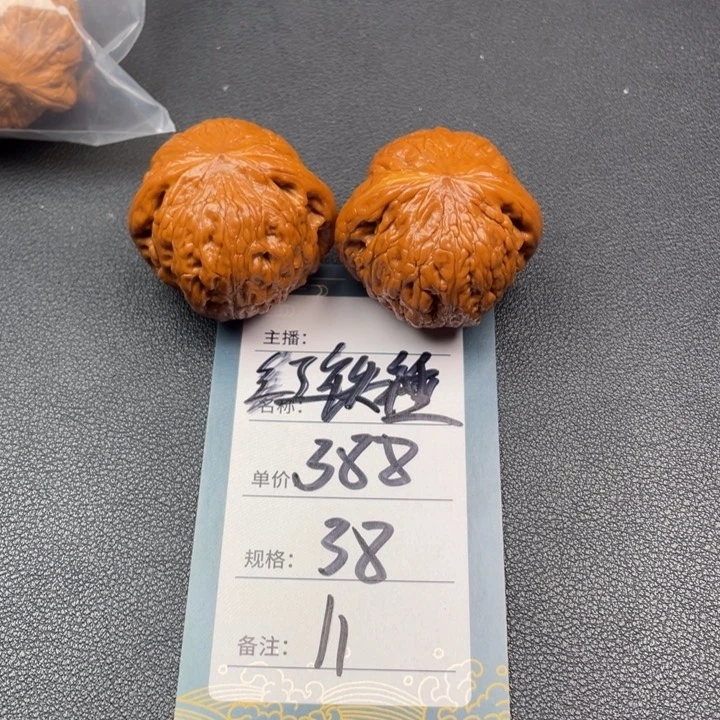 主播：
名称： 红铁锤
单价 388
规格： 38
备注： 11